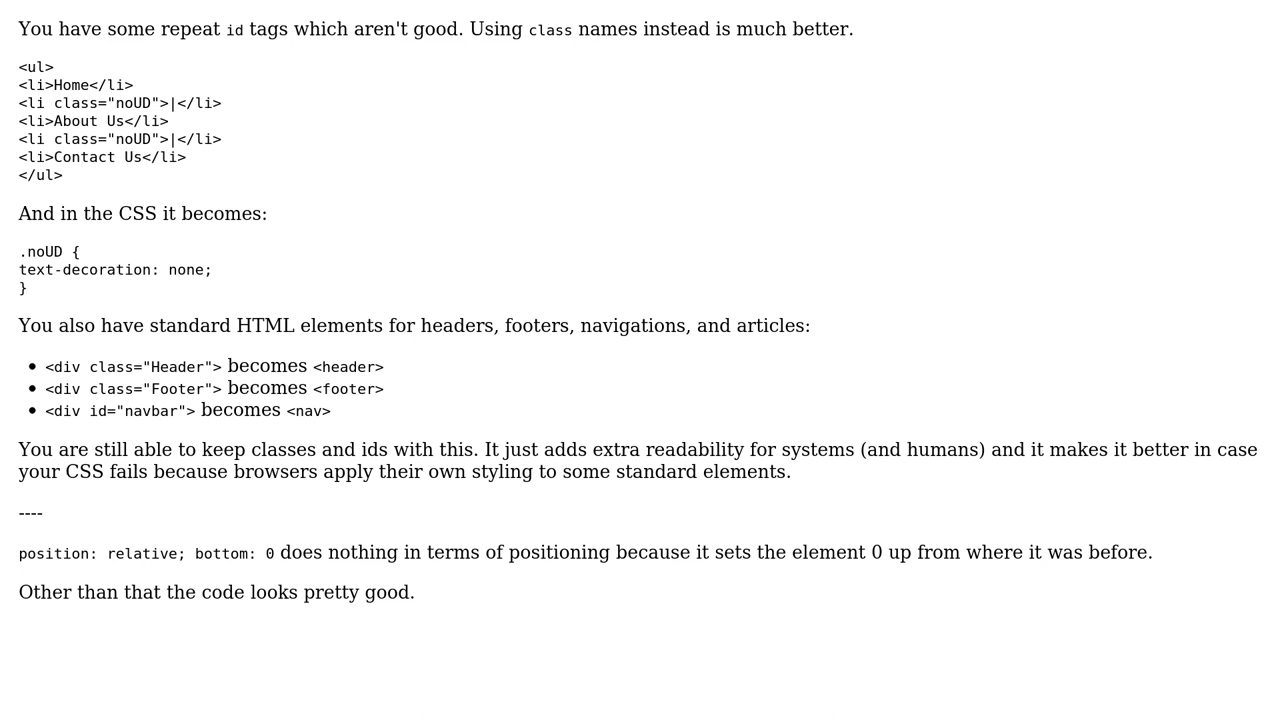 You have some repeat id tags which aren't good. Using class names instead is much better.
<ul>
<li>Home</li>
<li class="noUD">|</li>
<li>About Us</li>
<li class="noUD">|</li>
<li>Contact Us</li>
</ul>
And in the CSS it becomes:
.noUD {
text-decoration: none;
}
You also have standard HTML elements for headers, footers, navigations, and articles:
• <div class="Header"> becomes <header>
• <div class="Footer"> becomes <footer>
• <div id="navbar"> becomes <nav>
You are still able to keep classes and ids with this. It just adds extra readability for systems (and humans) and it makes it better in case
your CSS fails because browsers apply their own styling to some standard elements.
----
position: relative; bottom: 0 does nothing in terms of positioning because it sets the element 0 up from where it was before.
Other than that the code looks pretty good.